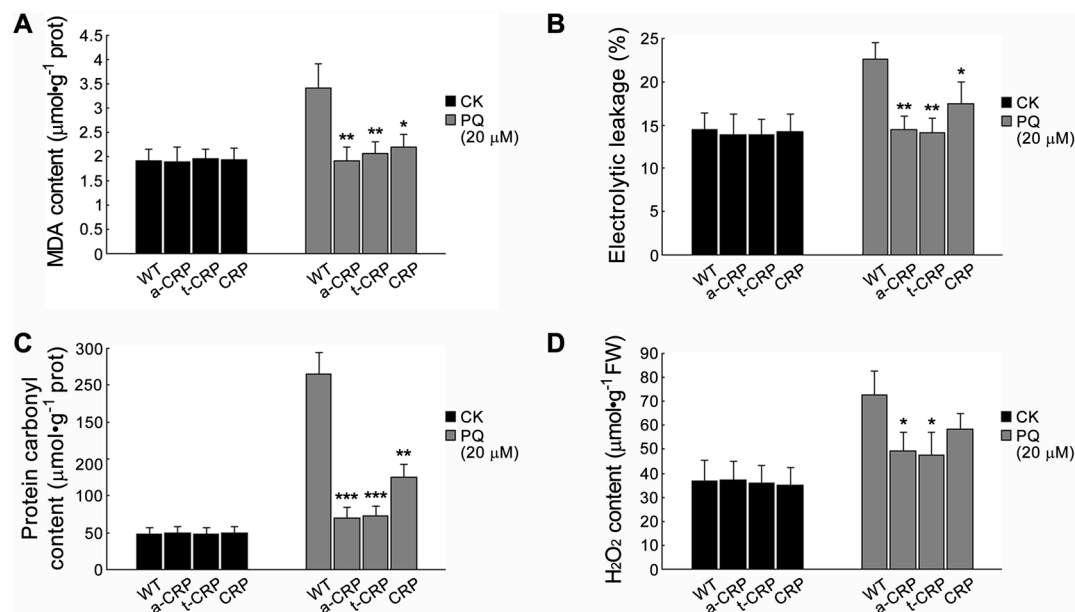 A
MDA content (µmol•g⁻¹ prot)
4.5
4
3.5
3
2.5
2
1.5
1
0.5
0
WT
a-CRP
t-CRP
CRP
WT
a-CRP
t-CRP
CRP
**
**
*
CK
PQ
(20 µM)
B
Electrolytic leakage (%)
25
20
15
10
5
0
WT
a-CRP
t-CRP
CRP
WT
a-CRP
t-CRP
CRP
**
**
*
CK
PQ
(20 µM)
C
Protein carbonyl
content (µmol•g⁻¹ prot)
300
250
150
200
100
50
0
WT
a-CRP
t-CRP
CRP
WT
a-CRP
t-CRP
CRP
***
***
**
CK
PQ
(20 µM)
D
H₂O₂ content (µmol•g⁻¹ FW)
90
80
70
60
50
40
30
20
10
0
WT
a-CRP
t-CRP
CRP
WT
a-CRP
t-CRP
CRP
*
*
CK
PQ
(20 µM)